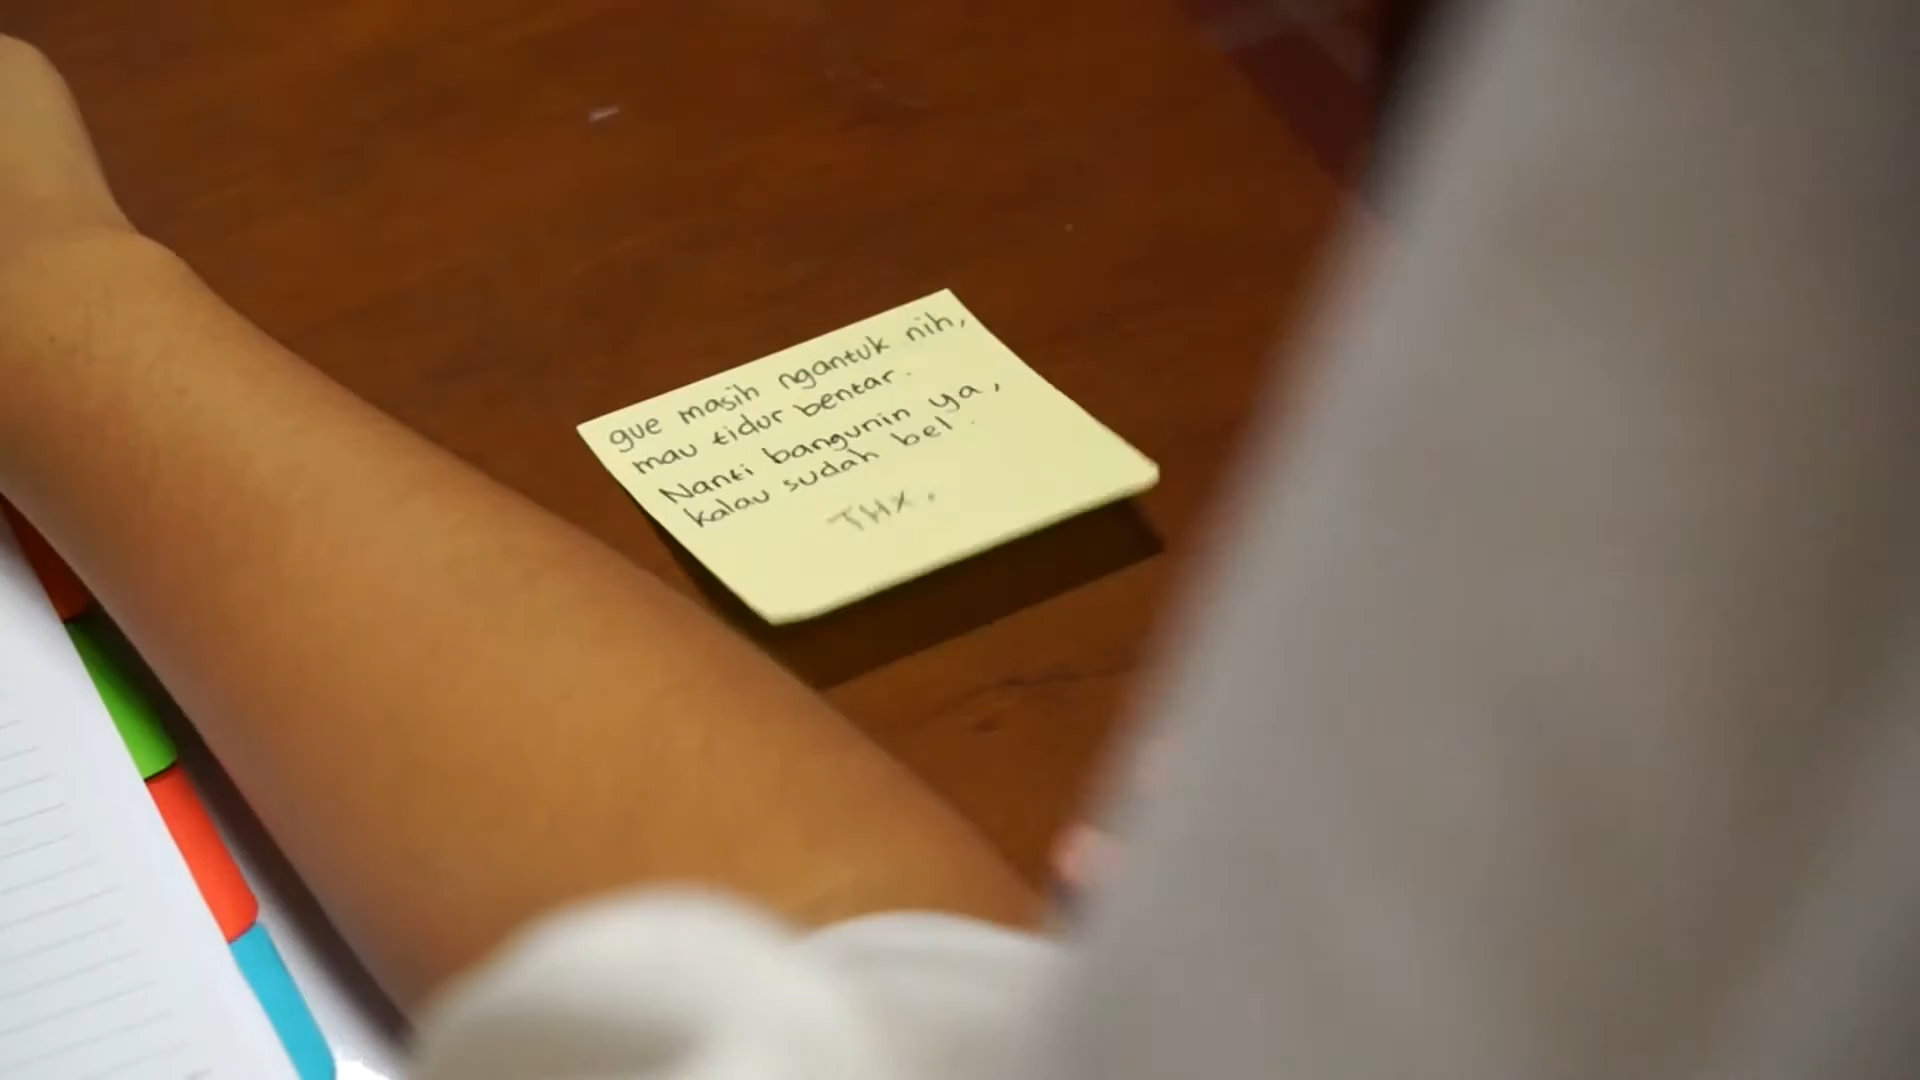 gue masih ngantuk nih,
mau tidur bentar.
Nanti bangunin ya,
kalau sudah bel.
THX.